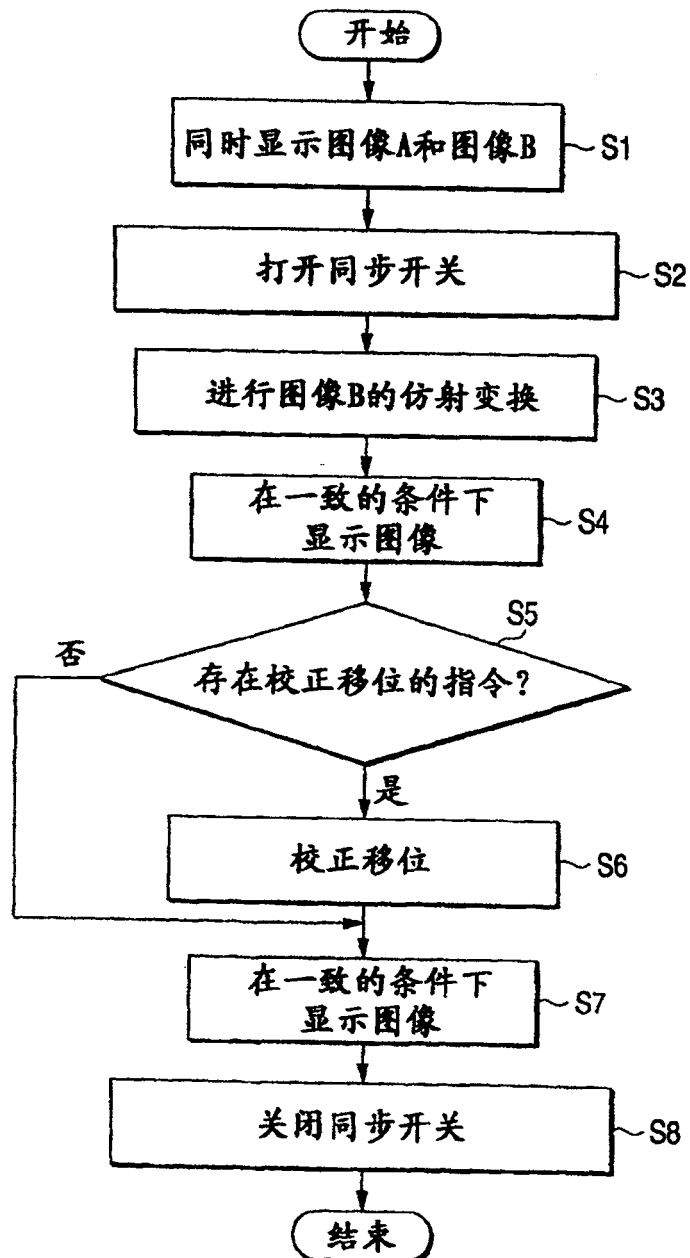 开始
同时显示图像A和图像B
S1
打开同步开关
S2
进行图像B的仿射变换
S3
在一致的条件下
显示图像
S4
S5
否
存在校正移位的指令?
是
校正移位
S6
在一致的条件下
显示图像
S7
关闭同步开关
S8
结束